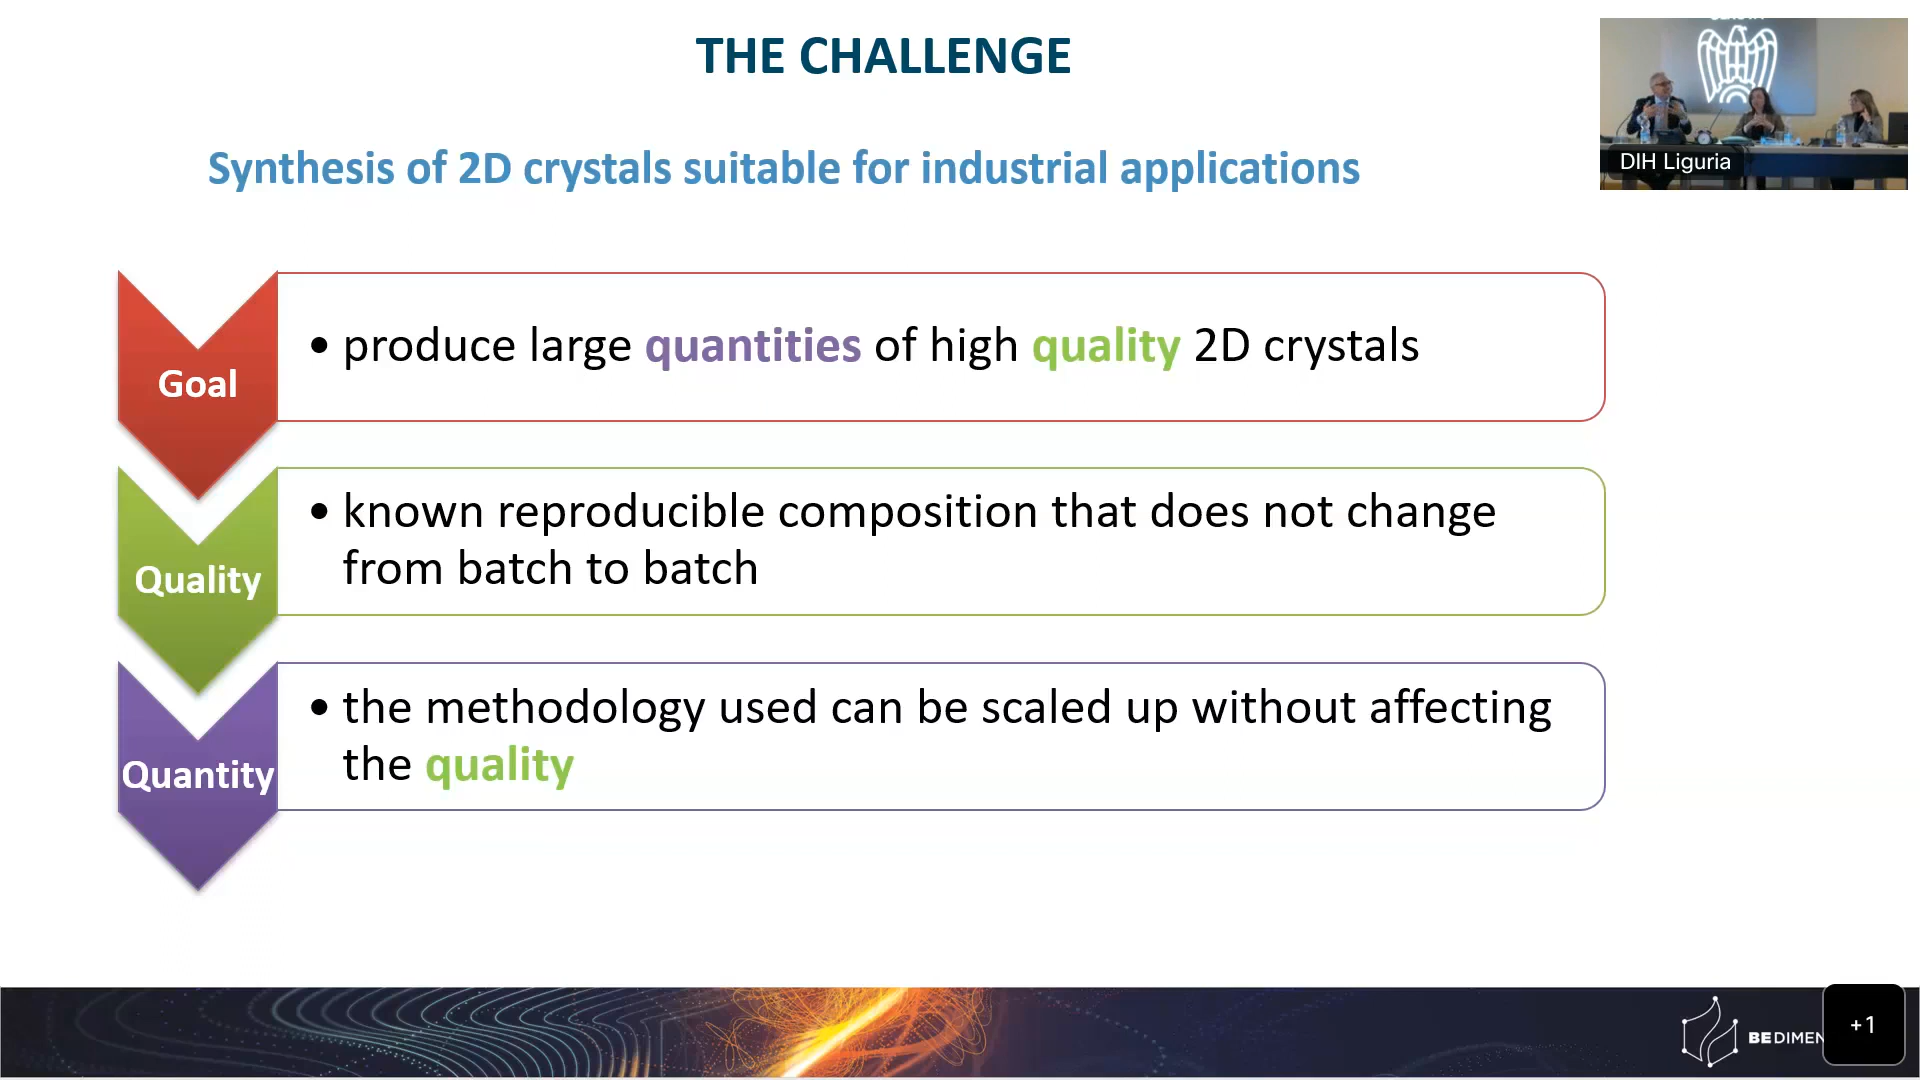 THE CHALLENGE
Synthesis of 2D crystals suitable for industrial applications
DIH Liguria
Goal
• produce large quantities of high quality 2D crystals
Quality
• known reproducible composition that does not change
from batch to batch
Quantity
• the methodology used can be scaled up without affecting
the quality
BEDIMEN
+1